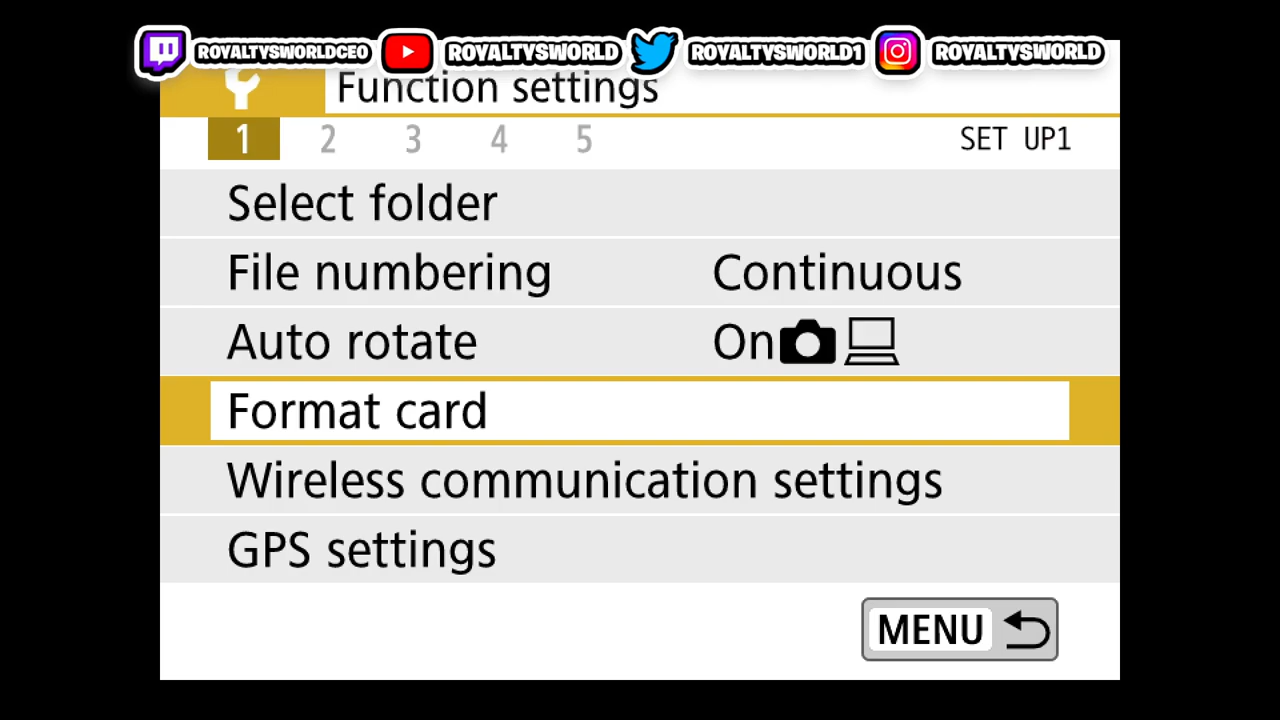 ROYALTYSWORLDCEO ROYALTYSWORLD ROYALTYSWORLD1 ROYALTYSWORLD
Function settings
1 2 3 4 5 SET UP1
Select folder
File numbering Continuous
Auto rotate On
Format card
Wireless communication settings
GPS settings
MENU